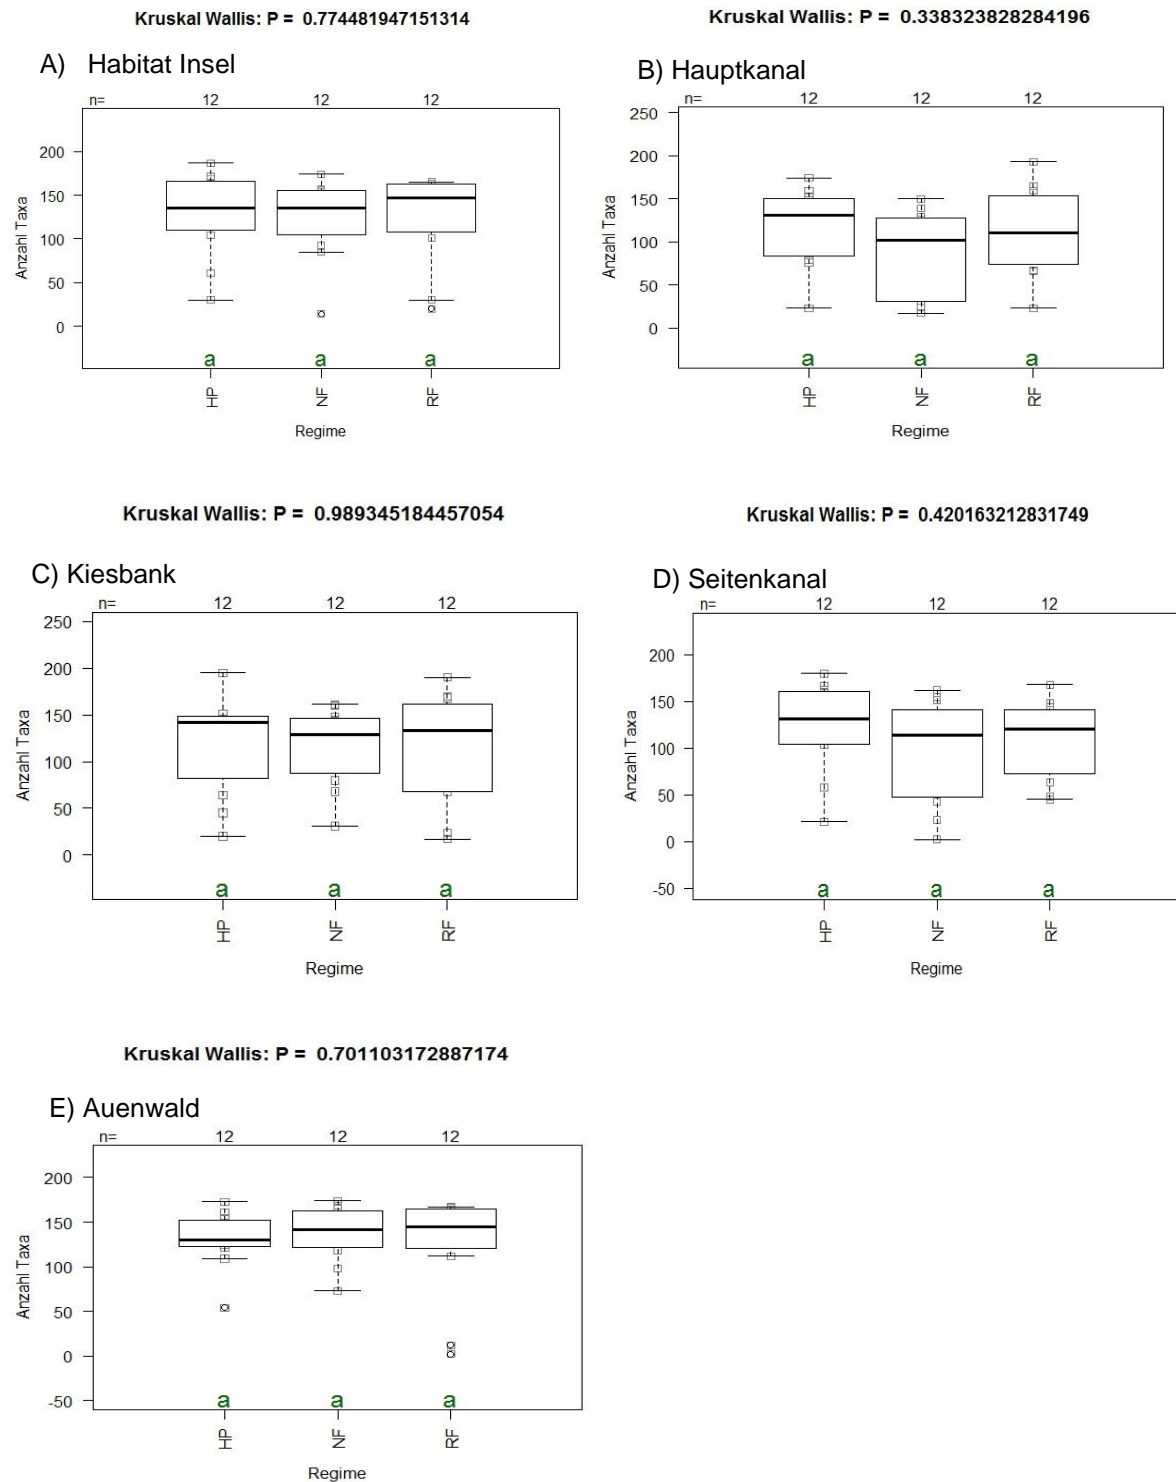 Kruskal Wallis: P = 0.774481947151314
A) Habitat Insel
n= 12 12 12
200
150
100
50
0
Anzahl Taxa
a a a
HP NF RF
Regime
Kruskal Wallis: P = 0.338323828284196
B) Hauptkanal
n= 12 12 12
250
200
150
100
50
0
Anzahl Taxa
a a a
HP NF RF
Regime
Kruskal Wallis: P = 0.989345184457054
C) Kiesbank
n= 12 12 12
250
200
150
100
50
0
Anzahl Taxa
a a a
HP NF RF
Regime
Kruskal Wallis: P = 0.420163212831749
D) Seitenkanal
n= 12 12 12
200
150
100
50
0
-50
Anzahl Taxa
a a a
HP NF RF
Regime
Kruskal Wallis: P = 0.701103172887174
E) Auenwald
n= 12 12 12
200
150
100
50
0
-50
Anzahl Taxa
a a a
HP NF RF
Regime